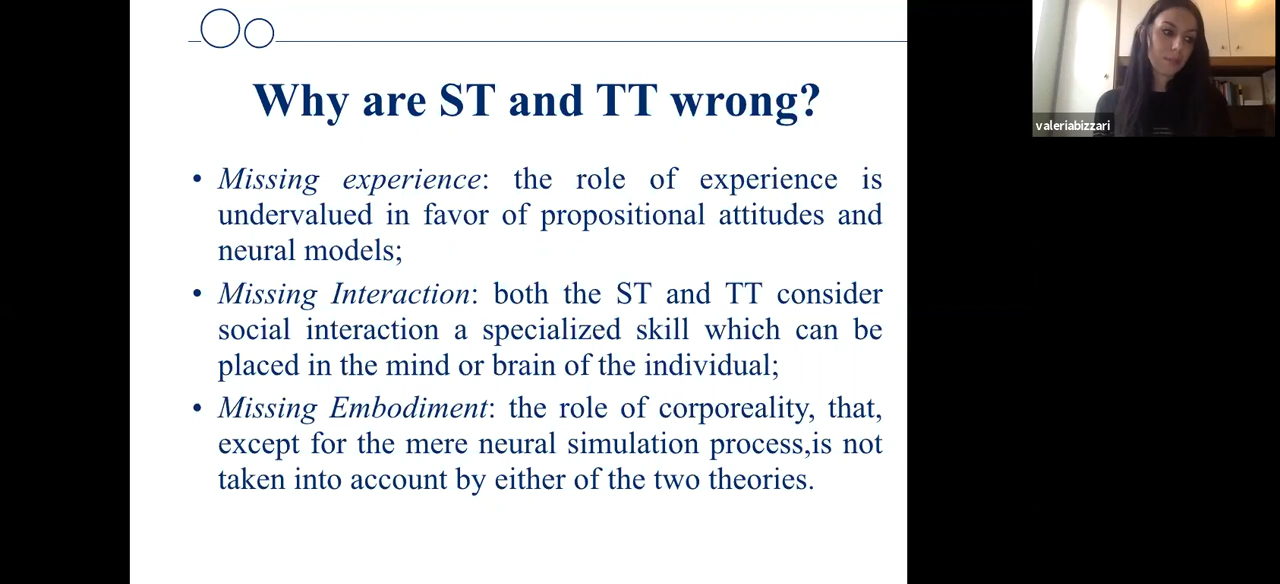 Why are ST and TT wrong?
• Missing experience: the role of experience is
undervalued in favor of propositional attitudes and
neural models;
• Missing Interaction: both the ST and TT consider
social interaction a specialized skill which can be
placed in the mind or brain of the individual;
• Missing Embodiment: the role of corporeality, that,
except for the mere neural simulation process,is not
taken into account by either of the two theories.
valeriabizzari